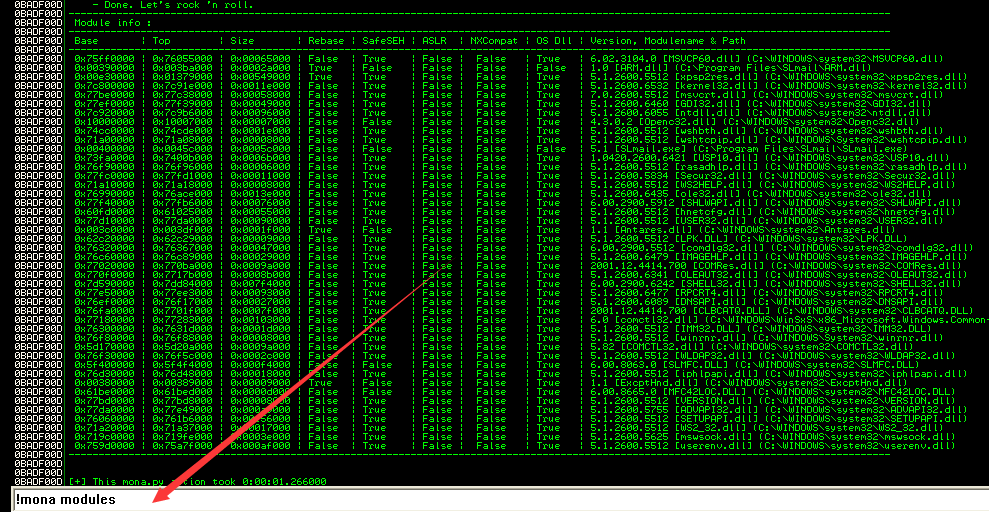 0BADF00D - Done. Let's rock 'n roll.
0BADF00D
0BADF00D Module info :
0BADF00D
0BADF00D Base | Top | Size | Rebase | SafeSEH | ASLR | NXCompat | OS Dll | Version, Modulename & Path
0BADF00D
0BADF00D 0x75ff0000 | 0x76055000 | 0x00065000 | False | True | False | False | True | 6.02.3104.0 [MSVCP60.dll] (C:\WINDOWS\system32\MSVCP60.dll)
0BADF00D 0x00390000 | 0x003ba000 | 0x0002a000 | True | False | False | False | False | 1.0 [ARM.dll] (C:\Program Files\SLmail\ARM.dll)
0BADF00D 0x00e30000 | 0x01379000 | 0x00549000 | True | True | False | False | True | 5.1.2600.5512 [xpsp2res.dll] (C:\WINDOWS\system32\xpsp2res.dll)
0BADF00D 0x7c800000 | 0x7c91e000 | 0x0011e000 | False | True | False | False | True | 5.1.2600.6532 [kernel32.dll] (C:\WINDOWS\system32\kernel32.dll)
0BADF00D 0x77be0000 | 0x77c38000 | 0x00058000 | False | True | False | False | True | 7.0.2600.5512 [msvcrt.dll] (C:\WINDOWS\system32\msvcrt.dll)
0BADF00D 0x77ef0000 | 0x77f39000 | 0x00049000 | False | True | False | False | True | 5.1.2600.6460 [GDI32.dll] (C:\WINDOWS\system32\GDI32.dll)
0BADF00D 0x7c920000 | 0x7c9b6000 | 0x00096000 | False | True | False | False | True | 5.1.2600.6055 [ntdll.dll] (C:\WINDOWS\system32\ntdll.dll)
0BADF00D 0x10000000 | 0x10007000 | 0x00007000 | False | False | False | False | True | 4.3.0.2 [Openc32.dll] (C:\WINDOWS\system32\Openc32.dll)
0BADF00D 0x74cc0000 | 0x74cde000 | 0x0001e000 | False | True | False | False | True | 5.1.2600.5512 [wshbth.dll] (C:\WINDOWS\system32\wshbth.dll)
0BADF00D 0x71a00000 | 0x71a08000 | 0x00008000 | False | True | False | False | True | 5.1.2600.5512 [wshtcpip.dll] (C:\WINDOWS\System32\wshtcpip.dll)
0BADF00D 0x00400000 | 0x0045c000 | 0x0005c000 | False | False | False | False | False | 5.1 [SLmail.exe] (C:\Program Files\SLmail\SLmail.exe)
0BADF00D 0x73fa0000 | 0x7400b000 | 0x0006b000 | False | True | False | False | True | 1.0420.2600.6421 [USP10.dll] (C:\WINDOWS\system32\USP10.dll)
0BADF00D 0x76f90000 | 0x76f96000 | 0x00006000 | False | True | False | False | True | 5.1.2600.5512 [rasadhlp.dll] (C:\WINDOWS\system32\rasadhlp.dll)
0BADF00D 0x77fc0000 | 0x77fd1000 | 0x00011000 | False | True | False | False | True | 5.1.2600.5834 [Secur32.dll] (C:\WINDOWS\system32\Secur32.dll)
0BADF00D 0x71a10000 | 0x71a18000 | 0x00008000 | False | True | False | False | True | 5.1.2600.5512 [WS2HELP.dll] (C:\WINDOWS\system32\WS2HELP.dll)
0BADF00D 0x76990000 | 0x76ace000 | 0x0013e000 | False | True | False | False | True | 5.1.2600.6435 [ole32.dll] (C:\WINDOWS\system32\ole32.dll)
0BADF00D 0x77f40000 | 0x77fb6000 | 0x00076000 | False | True | False | False | True | 6.00.2900.5912 [SHLWAPI.dll] (C:\WINDOWS\system32\SHLWAPI.dll)
0BADF00D 0x60fd0000 | 0x61025000 | 0x00055000 | False | True | False | False | True | 5.1.2600.5512 [hnetcfg.dll] (C:\WINDOWS\system32\hnetcfg.dll)
0BADF00D 0x77d10000 | 0x77da0000 | 0x00090000 | False | True | False | False | True | 5.1.2600.5512 [USER32.dll] (C:\WINDOWS\system32\USER32.dll)
0BADF00D 0x003c0000 | 0x003df000 | 0x0001f000 | True | False | False | False | True | 1.1 [Antares.dll] (C:\WINDOWS\system32\Antares.dll)
0BADF00D 0x62c20000 | 0x62c29000 | 0x00009000 | False | True | False | False | True | 5.1.2600.5512 [LPK.DLL] (C:\WINDOWS\system32\LPK.DLL)
0BADF00D 0x76320000 | 0x76367000 | 0x00047000 | False | True | False | False | True | 6.00.2900.5512 [comdlg32.dll] (C:\WINDOWS\system32\comdlg32.dll)
0BADF00D 0x76c60000 | 0x76c89000 | 0x00029000 | False | True | False | False | True | 5.1.2600.6479 [IMAGEHLP.dll] (C:\WINDOWS\system32\IMAGEHLP.dll)
0BADF00D 0x77020000 | 0x770ba000 | 0x0009a000 | False | True | False | False | True | 2001.12.4414.700 [COMRes.dll] (C:\WINDOWS\system32\COMRes.dll)
0BADF00D 0x770f0000 | 0x7717b000 | 0x0008b000 | False | True | False | False | True | 5.1.2600.6341 [OLEAUT32.dll] (C:\WINDOWS\system32\OLEAUT32.dll)
0BADF00D 0x7d590000 | 0x7dd84000 | 0x007f4000 | False | True | False | False | True | 6.00.2900.6242 [SHELL32.dll] (C:\WINDOWS\system32\SHELL32.dll)
0BADF00D 0x77e50000 | 0x77ee3000 | 0x00093000 | False | True | False | False | True | 5.1.2600.6477 [RPCRT4.dll] (C:\WINDOWS\system32\RPCRT4.dll)
0BADF00D 0x76ef0000 | 0x76f17000 | 0x00027000 | False | True | False | False | True | 5.1.2600.6089 [DNSAPI.dll] (C:\WINDOWS\system32\DNSAPI.dll)
0BADF00D 0x76fa0000 | 0x7701f000 | 0x0007f000 | False | True | False | False | True | 2001.12.4414.700 [CLBCATQ.DLL] (C:\WINDOWS\system32\CLBCATQ.DLL)
0BADF00D 0x77180000 | 0x77283000 | 0x00103000 | False | True | False | False | True | 6.0 [comctl32.dll] (C:\WINDOWS\WinSxS\x86_Microsoft.Windows.Common-
0BADF00D 0x76300000 | 0x7631d000 | 0x0001d000 | False | True | False | False | True | 5.1.2600.5512 [IMM32.DLL] (C:\WINDOWS\system32\IMM32.DLL)
0BADF00D 0x76f80000 | 0x76f88000 | 0x00008000 | False | True | False | False | True | 5.1.2600.5512 [winrnr.dll] (C:\WINDOWS\System32\winrnr.dll)
0BADF00D 0x5d170000 | 0x5d20a000 | 0x0009a000 | False | True | False | False | True | 5.82 [COMCTL32.dll] (C:\WINDOWS\system32\COMCTL32.dll)
0BADF00D 0x76f30000 | 0x76f5c000 | 0x0002c000 | False | True | False | False | True | 5.1.2600.5512 [WLDAP32.dll] (C:\WINDOWS\system32\WLDAP32.dll)
0BADF00D 0x5f400000 | 0x5f4f4000 | 0x000f4000 | False | False | False | False | True | 6.00.8063.0 [SLMFC.DLL] (C:\WINDOWS\system32\SLMFC.DLL)
0BADF00D 0x76d30000 | 0x76d48000 | 0x00018000 | False | True | False | False | True | 5.1.2600.5512 [iphlpapi.dll] (C:\WINDOWS\system32\iphlpapi.dll)
0BADF00D 0x00380000 | 0x00389000 | 0x00009000 | True | False | False | False | True | 1.1 [ExcptHnd.dll] (C:\WINDOWS\system32\ExcptHnd.dll)
0BADF00D 0x61be0000 | 0x61bed000 | False | False | False | False | True | 6.00.8665.0 [MFC42LOC.DLL] (C:\WINDOWS\system32\MFC42LOC.DLL)
0BADF00D 0x77bd0000 | 0x77bd8000 | False | True | False | False | True | 5.1.2600.5512 [VERSION.dll] (C:\WINDOWS\system32\VERSION.dll)
0BADF00D 0x77da0000 | 0x77e49000 | False | True | False | False | True | 5.1.2600.5755 [ADVAPI32.dll] (C:\WINDOWS\system32\ADVAPI32.dll)
0BADF00D 0x76060000 | 0x761b6000 | False | True | False | False | True | 5.1.2600.5512 [SETUPAPI.dll] (C:\WINDOWS\system32\SETUPAPI.dll)
0BADF00D 0x71a20000 | 0x71a37000 | False | True | False | False | True | 5.1.2600.5512 [WS2_32.dll] (C:\WINDOWS\system32\WS2_32.dll)
0BADF00D 0x719c0000 | 0x719fe000 | False | True | False | False | True | 5.1.2600.5625 [mswsock.dll] (C:\WINDOWS\system32\mswsock.dll)
0BADF00D 0x759d0000 | 0x75a7f000 | False | True | False | False | True | 5.1.2600.5512 [userenv.dll] (C:\WINDOWS\system32\userenv.dll)
0BADF00D
0BADF00D
0BADF00D
0BADF00D [+] This mona.py action took 0:00:01.266000
!mona modules